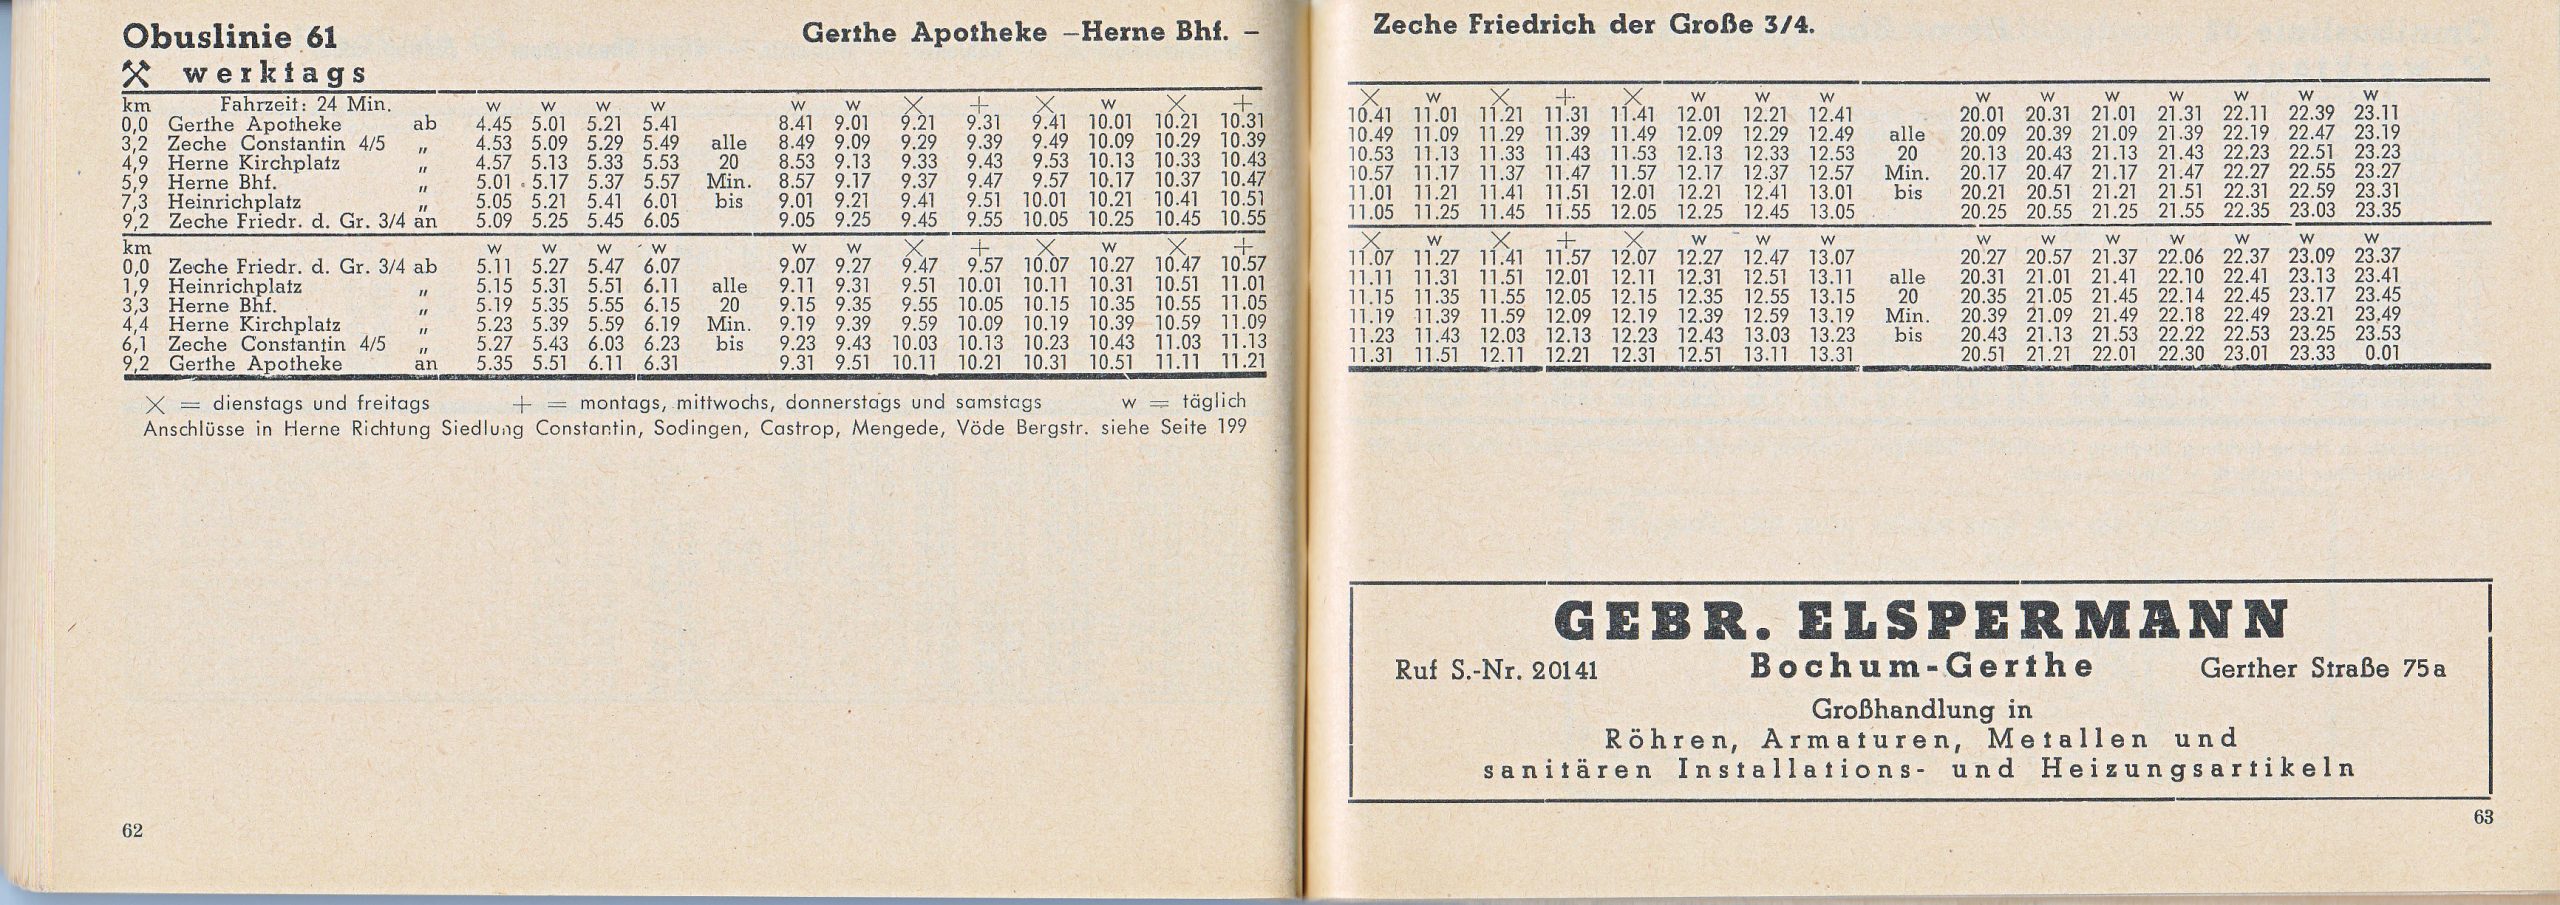 Obuslinie 61 Gerthe Apotheke –Herne Bhf. –
⚒ werktags
km Fahrzeit: 24 Min. w w w w w w × + × w × +
0,0 Gerthe Apotheke ab 4.45 5.01 5.21 5.41 8.41 9.01 9.21 9.31 9.41 10.01 10.21 10.31
3,2 Zeche Constantin 4/5 „ 4.53 5.09 5.29 5.49 alle 8.49 9.09 9.29 9.39 9.49 10.09 10.29 10.39
4,9 Herne Kirchplatz „ 4.57 5.13 5.33 5.53 20 8.53 9.13 9.33 9.43 9.53 10.13 10.33 10.43
5,9 Herne Bhf. „ 5.01 5.17 5.37 5.57 Min. 8.57 9.17 9.37 9.47 9.57 10.17 10.37 10.47
7,3 Heinrichplatz „ 5.05 5.21 5.41 6.01 bis 9.01 9.21 9.41 9.51 10.01 10.21 10.41 10.51
9,2 Zeche Friedr. d. Gr. 3/4 an 5.09 5.25 5.45 6.05 9.05 9.25 9.45 9.55 10.05 10.25 10.45 10.55
km w w w w w w × + × w × +
0,0 Zeche Friedr. d. Gr. 3/4 ab 5.11 5.27 5.47 6.07 9.07 9.27 9.47 9.57 10.07 10.27 10.47 10.57
1,9 Heinrichplatz „ 5.15 5.31 5.51 6.11 alle 9.11 9.31 9.51 10.01 10.11 10.31 10.51 11.01
3,3 Herne Bhf. „ 5.19 5.35 5.55 6.15 20 9.15 9.35 9.55 10.05 10.15 10.35 10.55 11.05
4,4 Herne Kirchplatz „ 5.23 5.39 5.59 6.19 Min. 9.19 9.39 9.59 10.09 10.19 10.39 10.59 11.09
6,1 Zeche Constantin 4/5 „ 5.27 5.43 6.03 6.23 bis 9.23 9.43 10.03 10.13 10.23 10.43 11.03 11.13
9,2 Gerthe Apotheke an 5.35 5.51 6.11 6.31 9.31 9.51 10.11 10.21 10.31 10.51 11.11 11.21
× = dienstags und freitags + = montags, mittwochs, donnerstags und samstags w = täglich
Anschlüsse in Herne Richtung Siedlung Constantin, Sodingen, Castrop, Mengede, Vöde Bergstr. siehe Seite 199
62
Zeche Friedrich der Große 3/4.
× w × + × w w w w w w w w w w
10.41 11.01 11.21 11.31 11.41 12.01 12.21 12.41 20.01 20.31 21.01 21.31 22.11 22.39 23.11
10.49 11.09 11.29 11.39 11.49 12.09 12.29 12.49 alle 20.09 20.39 21.09 21.39 22.19 22.47 23.19
10.53 11.13 11.33 11.43 11.53 12.13 12.33 12.53 20 20.13 20.43 21.13 21.43 22.23 22.51 23.23
10.57 11.17 11.37 11.47 11.57 12.17 12.37 12.57 Min. 20.17 20.47 21.17 21.47 22.27 22.55 23.27
11.01 11.21 11.41 11.51 12.01 12.21 12.41 13.01 bis 20.21 20.51 21.21 21.51 22.31 22.59 23.31
11.05 11.25 11.45 11.55 12.05 12.25 12.45 13.05 20.25 20.55 21.25 21.55 22.35 23.03 23.35
× w × + × w w w w w w w w w w
11.07 11.27 11.41 11.57 12.07 12.27 12.47 13.07 20.27 20.57 21.37 22.06 22.37 23.09 23.37
11.11 11.31 11.51 12.01 12.11 12.31 12.51 13.11 alle 20.31 21.01 21.41 22.10 22.41 23.13 23.41
11.15 11.35 11.55 12.05 12.15 12.35 12.55 13.15 20 20.35 21.05 21.45 22.14 22.45 23.17 23.45
11.19 11.39 11.59 12.09 12.19 12.39 12.59 13.19 Min. 20.39 21.09 21.49 22.18 22.49 23.21 23.49
11.23 11.43 12.03 12.13 12.23 12.43 13.03 13.23 bis 20.43 21.13 21.53 22.22 22.53 23.25 23.53
11.31 11.51 12.11 12.21 12.31 12.51 13.11 13.31 20.51 21.21 22.01 22.30 23.01 23.33 0.01
GEBR. ELSPERMANN
Ruf S.-Nr. 20141 Bochum-Gerthe Gerther Straße 75a
Großhandlung in
Röhren, Armaturen, Metallen und
sanitären Installations- und Heizungsartikeln
63